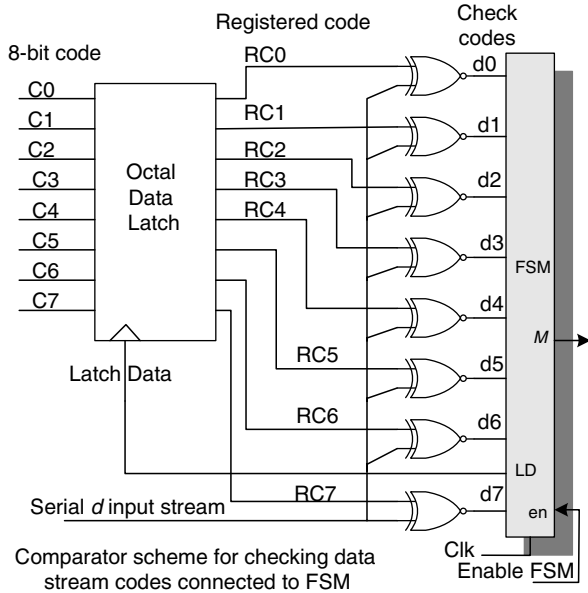 Registered code
Check
codes
8-bit code
C0
C1
C2
C3
C4
C5
C6
C7
Octal
Data
Latch
RC0
RC1
RC2
RC3
RC4
RC5
RC6
RC7
d0
d1
d2
d3
d4
d5
d6
d7
FSM
M
LD
en
Latch Data
Serial d input stream
Clk
Enable FSM
Comparator scheme for checking data
stream codes connected to FSM